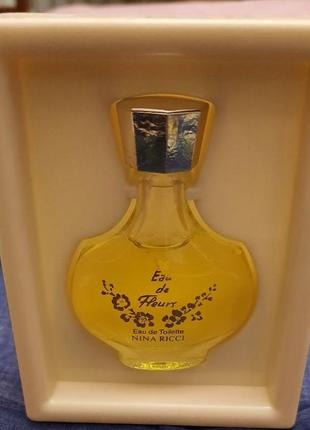 Eau
de
Fleurs
Eau de Toilette
NINA RICCI